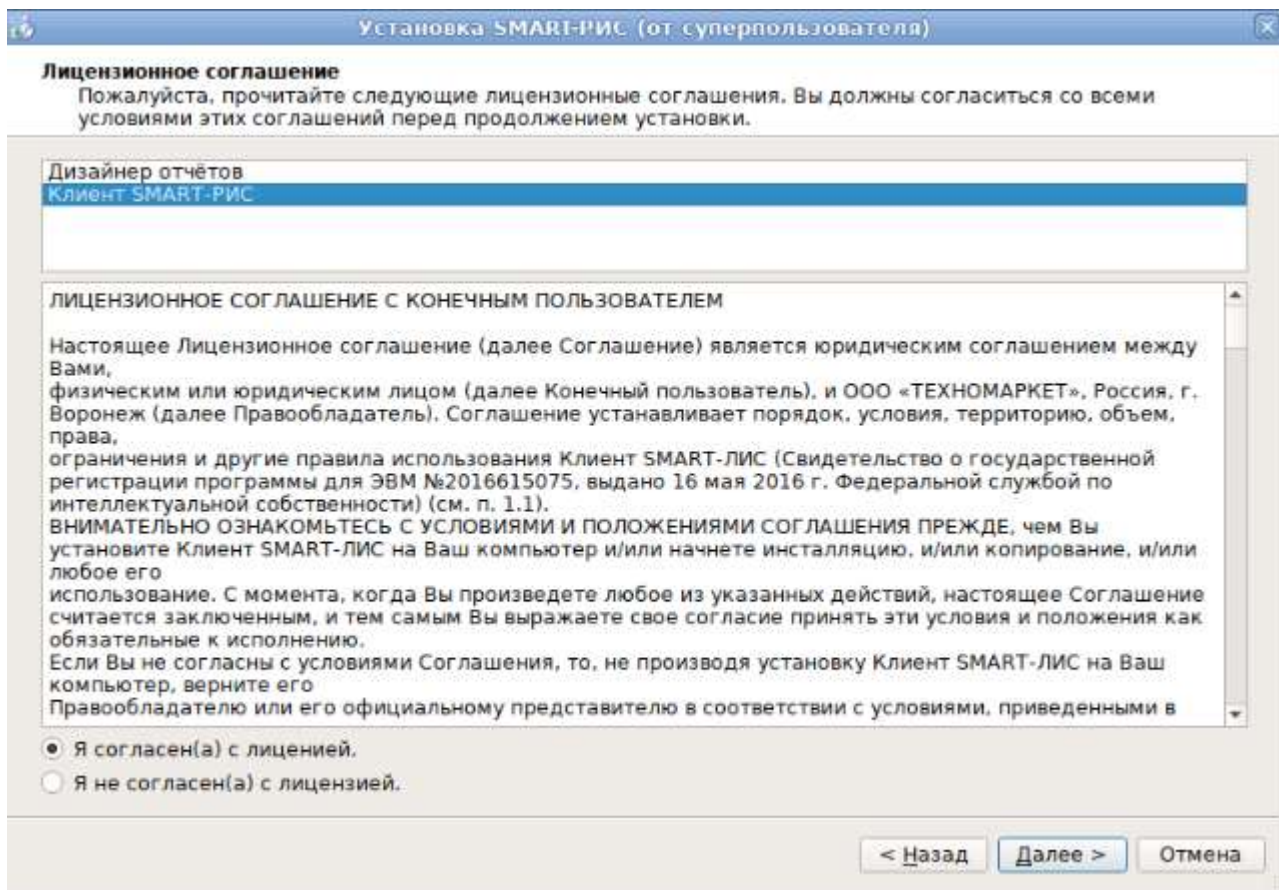 Установка SMART-РИС (от суперпользователя)
Лицензионное соглашение
Пожалуйста, прочитайте следующие лицензионные соглашения. Вы должны согласиться со всеми
условиями этих соглашений перед продолжением установки.
Дизайнер отчётов
Клиент SMART-РИС
ЛИЦЕНЗИОННОЕ СОГЛАШЕНИЕ С КОНЕЧНЫМ ПОЛЬЗОВАТЕЛЕМ
Настоящее Лицензионное соглашение (далее Соглашение) является юридическим соглашением между
Вами,
физическим или юридическим лицом (далее Конечный пользователь), и ООО «ТЕХНОМАРКЕТ», Россия, г.
Воронеж (далее Правообладатель). Соглашение устанавливает порядок, условия, территорию, объем,
права,
ограничения и другие правила использования Клиент SMART-ЛИС (Свидетельство о государственной
регистрации программы для ЭВМ №2016615075, выдано 16 мая 2016 г. Федеральной службой по
интеллектуальной собственности) (см. п. 1.1).
ВНИМАТЕЛЬНО ОЗНАКОМЬТЕСЬ С УСЛОВИЯМИ И ПОЛОЖЕНИЯМИ СОГЛАШЕНИЯ ПРЕЖДЕ, чем Вы
установите Клиент SMART-ЛИС на Ваш компьютер и/или начнете инсталляцию, и/или копирование, и/или
любое его
использование. С момента, когда Вы произведете любое из указанных действий, настоящее Соглашение
считается заключенным, и тем самым Вы выражаете свое согласие принять эти условия и положения как
обязательные к исполнению.
Если Вы не согласны с условиями Соглашения, то, не производя установку Клиент SMART-ЛИС на Ваш
компьютер, верните его
Правообладателю или его официальному представителю в соответствии с условиями, приведенными в
Я согласен(а) с лиценией.
Я не согласен(а) с лицензией.
< Назад
Далее >
Отмена